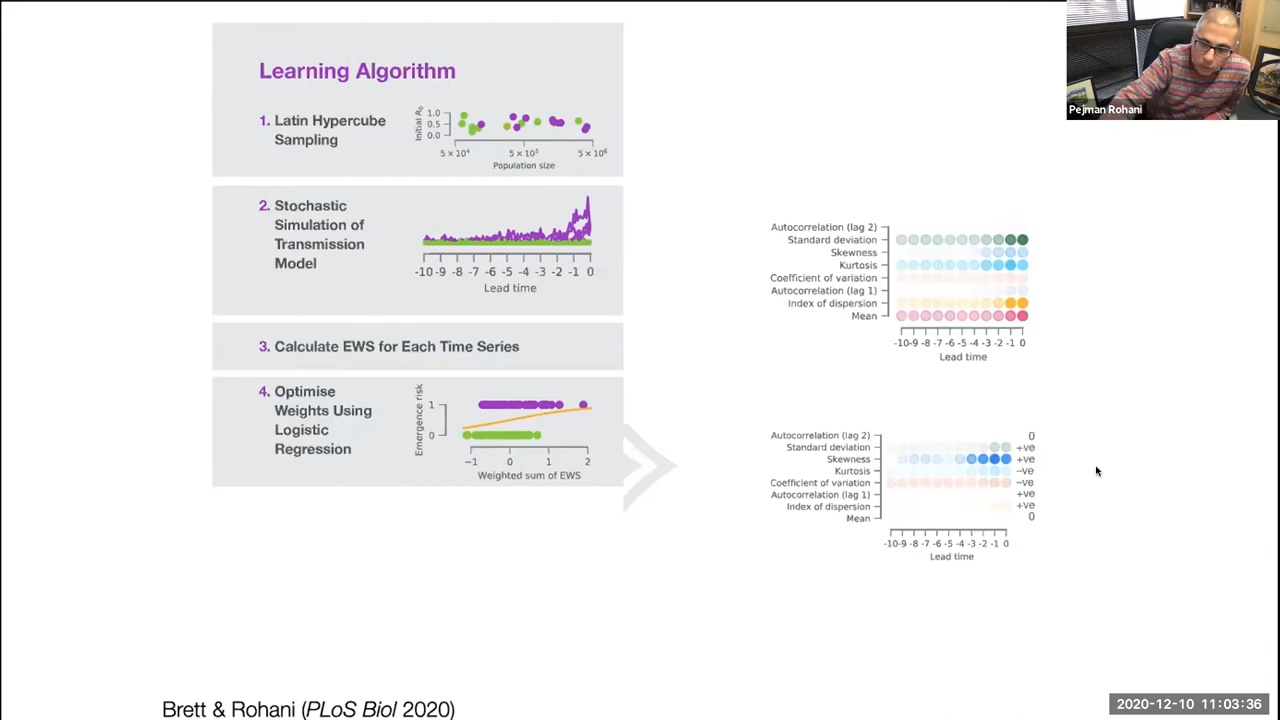 Pejman Rohani
Learning Algorithm
1. Latin Hypercube
Sampling
Initial R₀
1.0
0.5
0.0
5 × 10⁴ 5 × 10⁵ 5 × 10⁶
Population size
2. Stochastic
Simulation of
Transmission
Model
-10 -9 -8 -7 -6 -5 -4 -3 -2 -1 0
Lead time
3. Calculate EWS for Each Time Series
4. Optimise
Weights Using
Logistic
Regression
Emergence risk
1
0
−1 0 1 2
Weighted sum of EWS
Autocorrelation (lag 2)
Standard deviation
Skewness
Kurtosis
Coefficient of variation
Autocorrelation (lag 1)
Index of dispersion
Mean
-10 -9 -8 -7 -6 -5 -4 -3 -2 -1 0
Lead time
Autocorrelation (lag 2) 0
Standard deviation +ve
Skewness +ve
Kurtosis −ve
Coefficient of variation −ve
Autocorrelation (lag 1) +ve
Index of dispersion +ve
Mean 0
-10 -9 -8 -7 -6 -5 -4 -3 -2 -1 0
Lead time
Brett & Rohani (PLoS Biol 2020)
2020-12-10 11:03:36